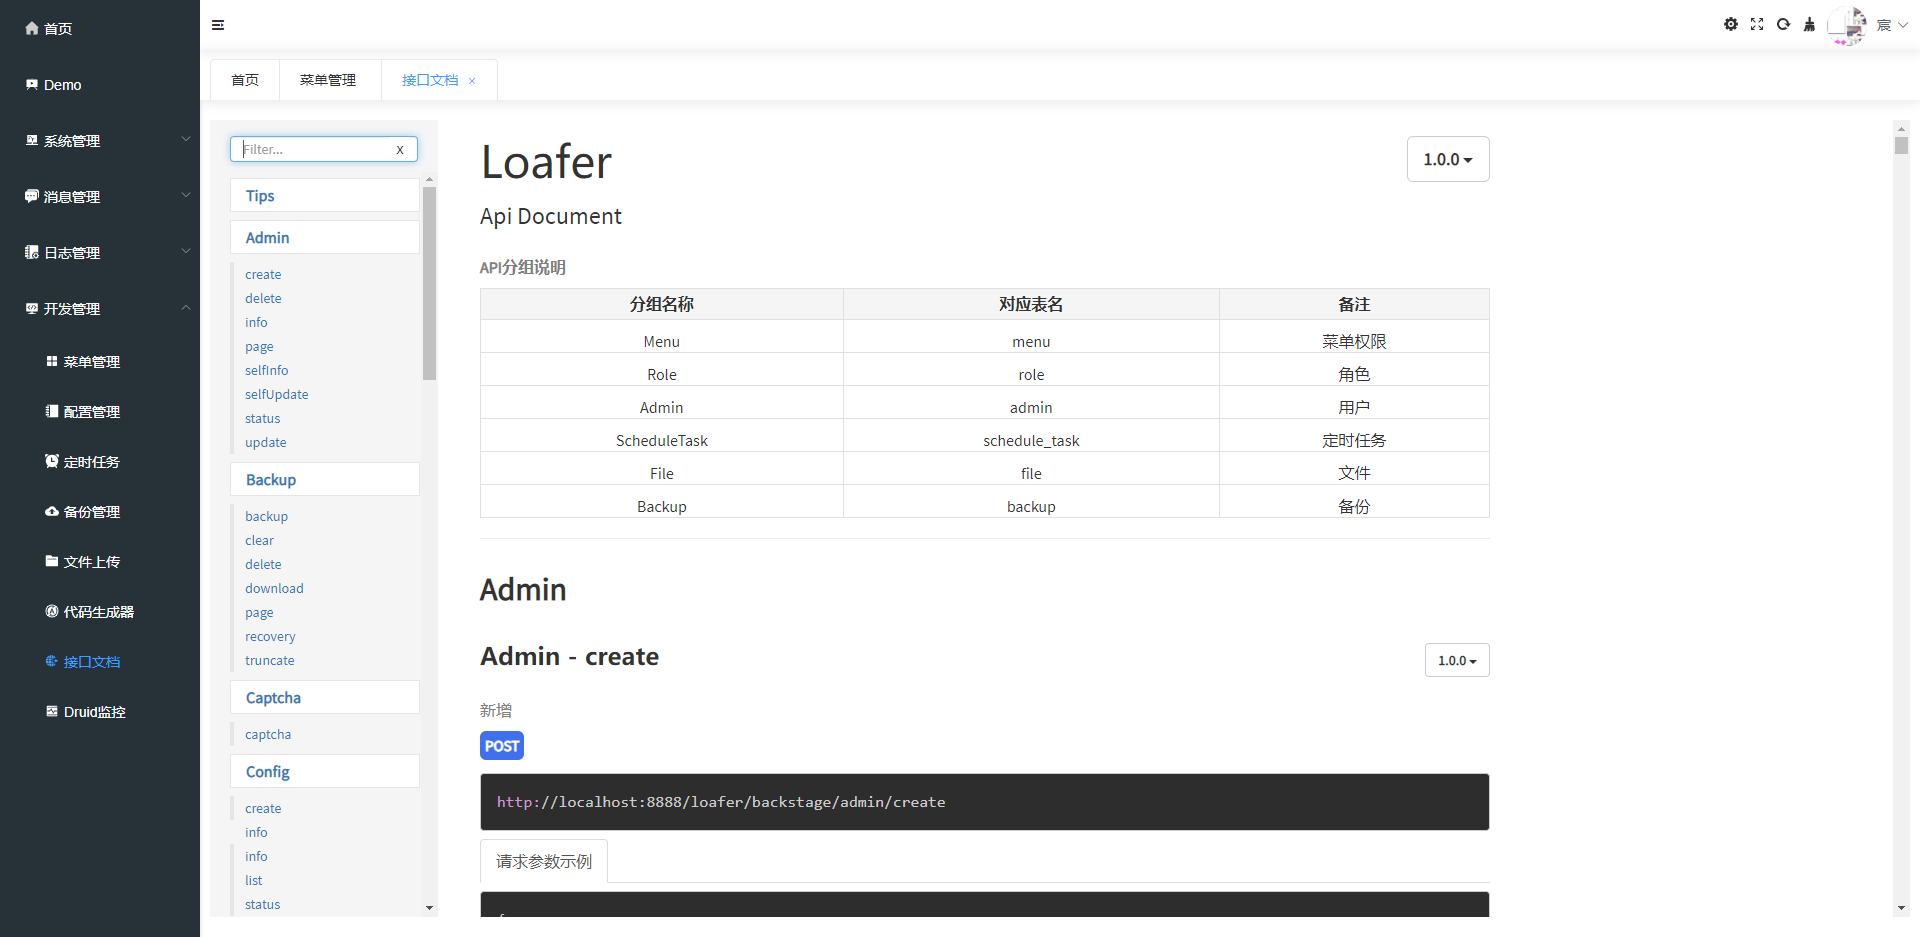 首页
Demo
系统管理
消息管理
日志管理
开发管理
菜单管理
配置管理
定时任务
备份管理
文件上传
代码生成器
接口文档
Druid监控
宸
首页 菜单管理 接口文档 ×
Filter... X
Tips
Admin
create
delete
info
page
selfInfo
selfUpdate
status
update
Backup
backup
clear
delete
download
page
recovery
truncate
Captcha
captcha
Config
create
info
info
list
status
Loafer
1.0.0
Api Document
API分组说明
分组名称 对应表名 备注
Menu menu 菜单权限
Role role 角色
Admin admin 用户
ScheduleTask schedule_task 定时任务
File file 文件
Backup backup 备份
Admin
Admin - create
1.0.0
新增
POST
http://localhost:8888/loafer/backstage/admin/create
请求参数示例